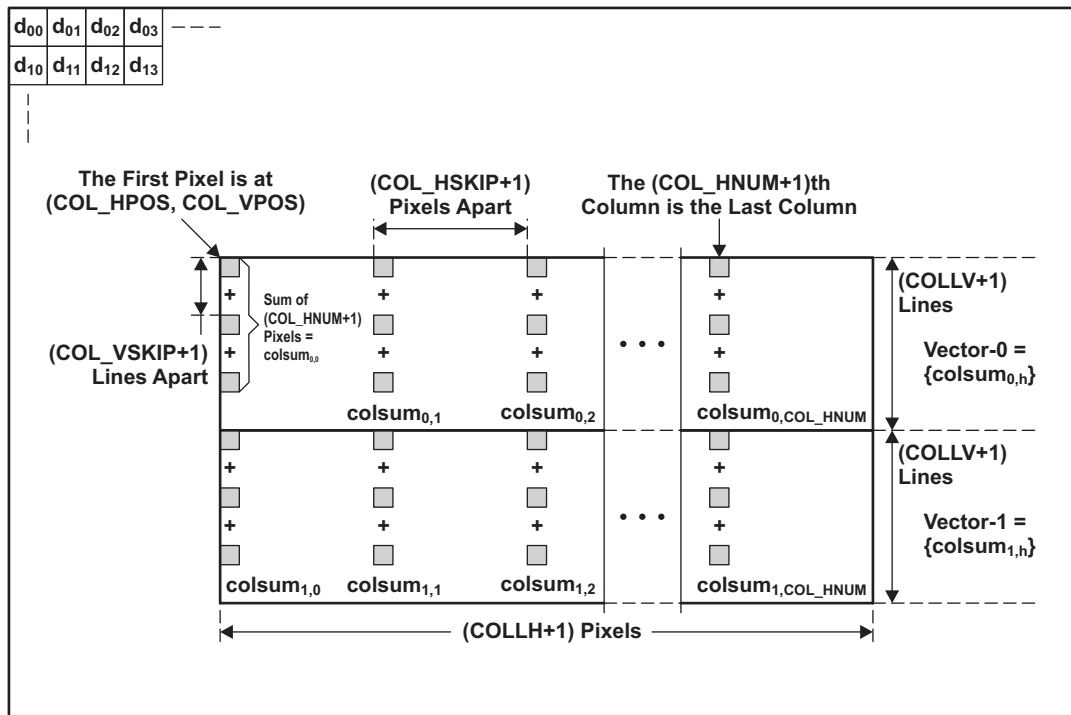 d00 d01 d02 d03
d10 d11 d12 d13
The First Pixel is at
(COL_HPOS, COL_VPOS)
(COL_HSKIP+1)
Pixels Apart
The (COL_HNUM+1)th
Column is the Last Column
+ + + +
Sum of
(COL_HNUM+1)
Pixels =
colsum0,0
(COLLV+1)
Lines
(COL_VSKIP+1)
Lines Apart
+ + + +
• • •
Vector-0 =
{colsum0,h}
colsum0,1 colsum0,2 colsum0,COL_HNUM
+ + + +
(COLLV+1)
Lines
• • •
+ + + +
Vector-1 =
{colsum1,h}
colsum1,0 colsum1,1 colsum1,2 colsum1,COL_HNUM
(COLLH+1) Pixels